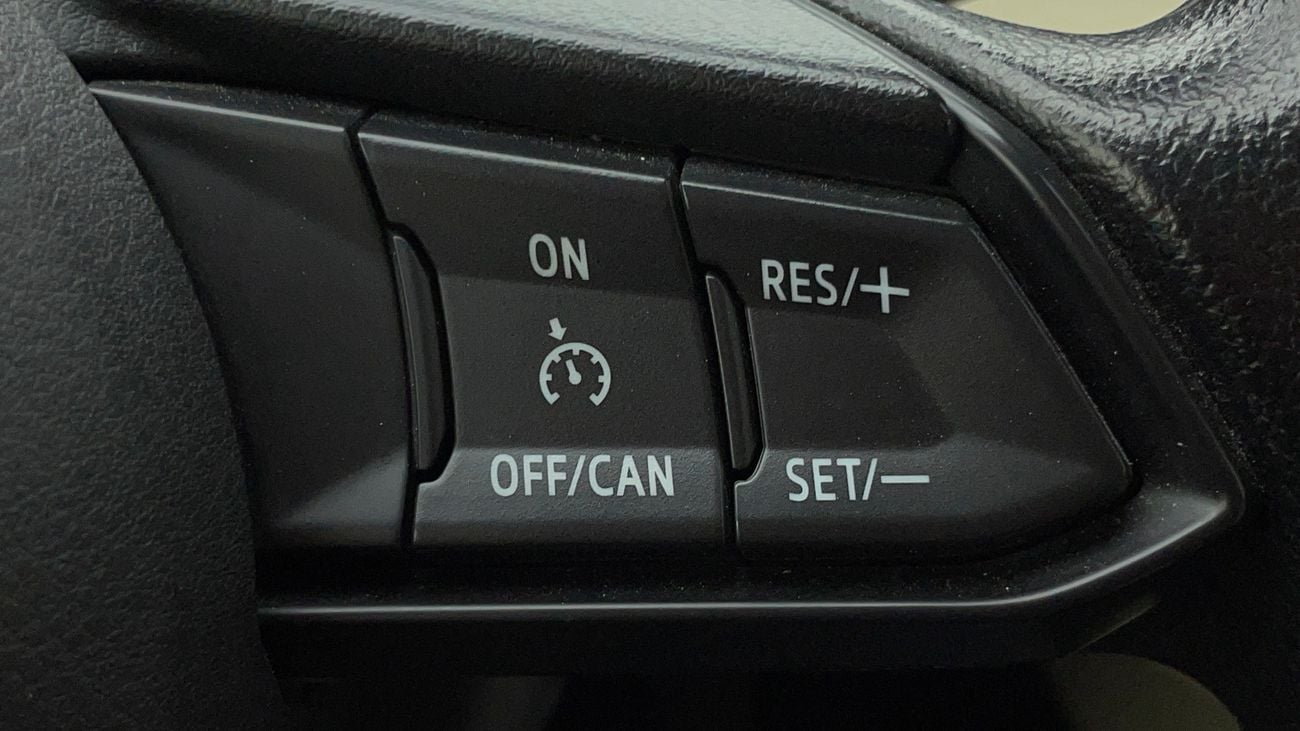 ON
OFF/CAN
RES/+
SET/−